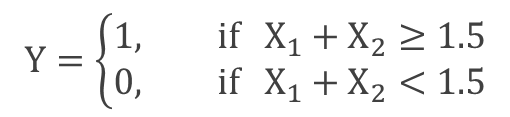 Y = { 1, if X₁ + X₂ ≥ 1.5
0, if X₁ + X₂ < 1.5